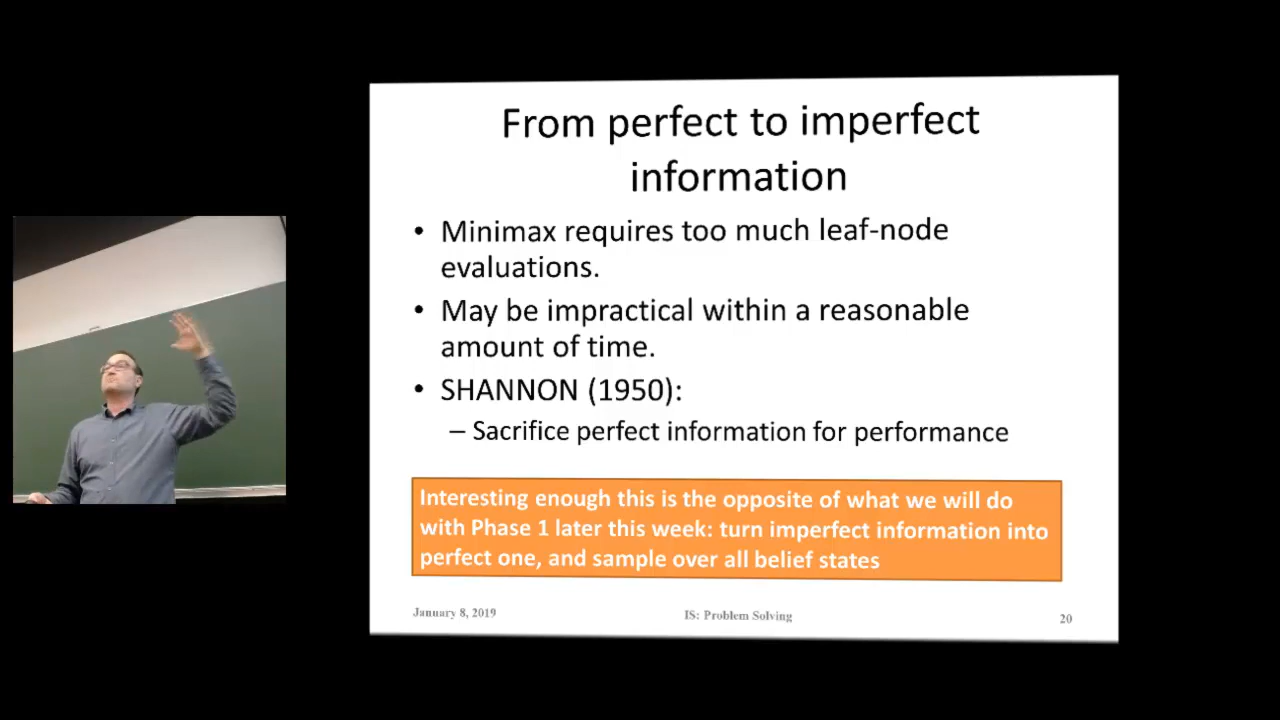 From perfect to imperfect
information
• Minimax requires too much leaf-node
evaluations.
• May be impractical within a reasonable
amount of time.
• SHANNON (1950):
– Sacrifice perfect information for performance
Interesting enough this is the opposite of what we will do
with Phase 1 later this week: turn imperfect information into
perfect one, and sample over all belief states
January 8, 2019
IS: Problem Solving
20